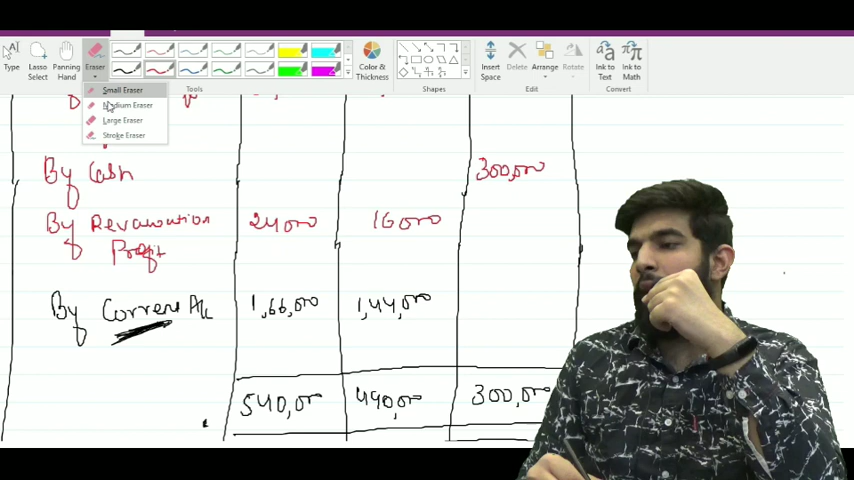 Type
Lasso Select
Panning Hand
Eraser
Color & Thickness
Insert Space
Delete
Arrange
Rotate
Ink to Text
Ink to Math
Tools
Shapes
Edit
Convert
Small Eraser
Medium Eraser
Large Eraser
Stroke Eraser
By Cash 300,000
By Revaluation 24000 16000
Profit
By Current A/c 1,66,000 1,44,000
540,000 490,000 300,000